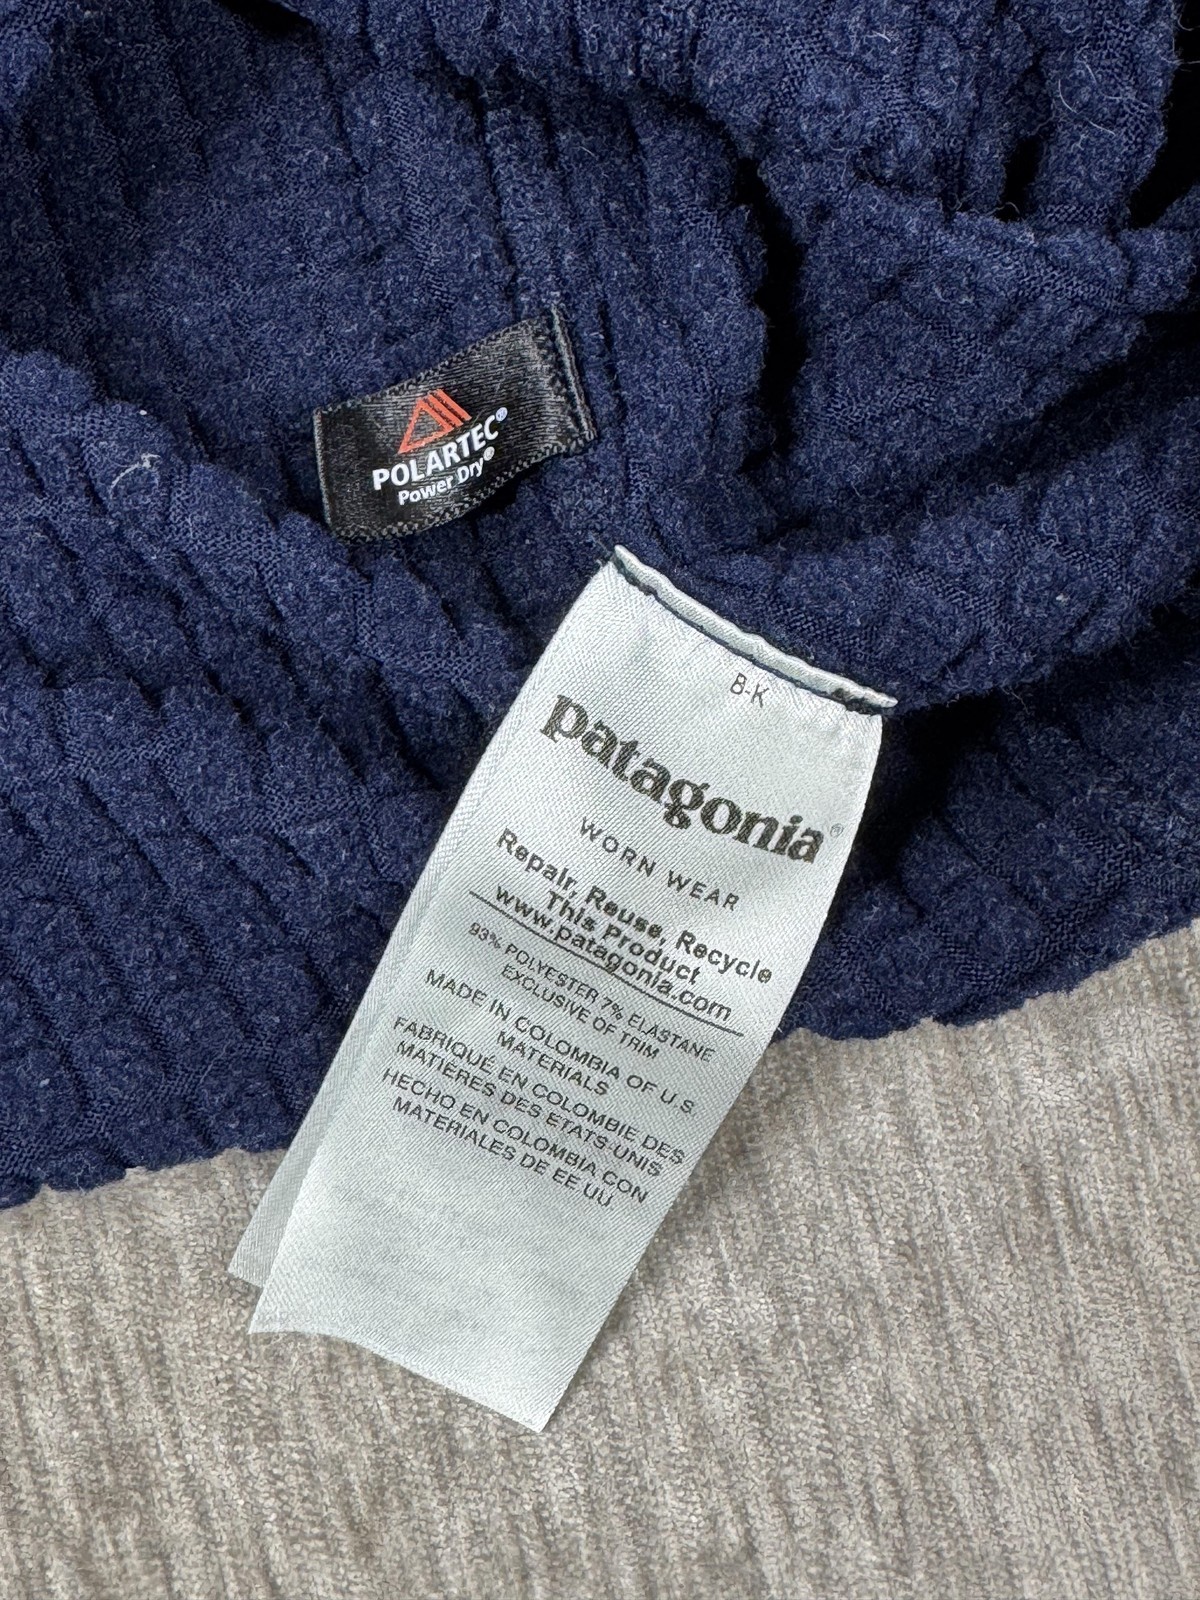 POLARTEC®
Power Dry®
B-K
patagonia®
WORN WEAR
Repair, Reuse, Recycle
This Product
www.patagonia.com
93% POLYESTER 7% ELASTANE
EXCLUSIVE OF TRIM
MADE IN COLOMBIA OF U.S.
MATERIALS
FABRIQUÉ EN COLOMBIE DES
MATIERES DES ETATS-UNIS
HECHO EN COLOMBIA CON
MATERIALES DE EE.UU.